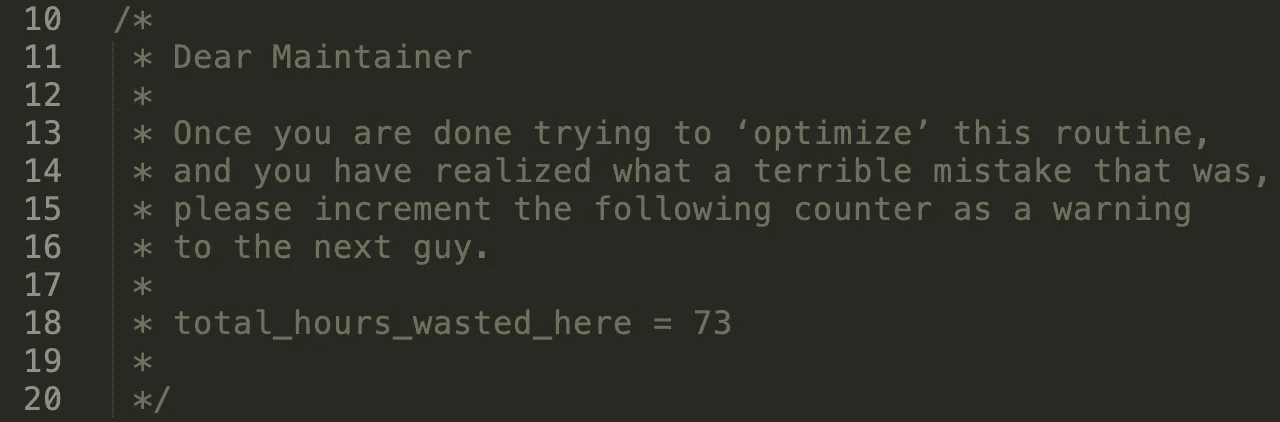 10 /*
11 * Dear Maintainer
12 *
13 * Once you are done trying to ‘optimize’ this routine,
14 * and you have realized what a terrible mistake that was,
15 * please increment the following counter as a warning
16 * to the next guy.
17 *
18 * total_hours_wasted_here = 73
19 *
20 */